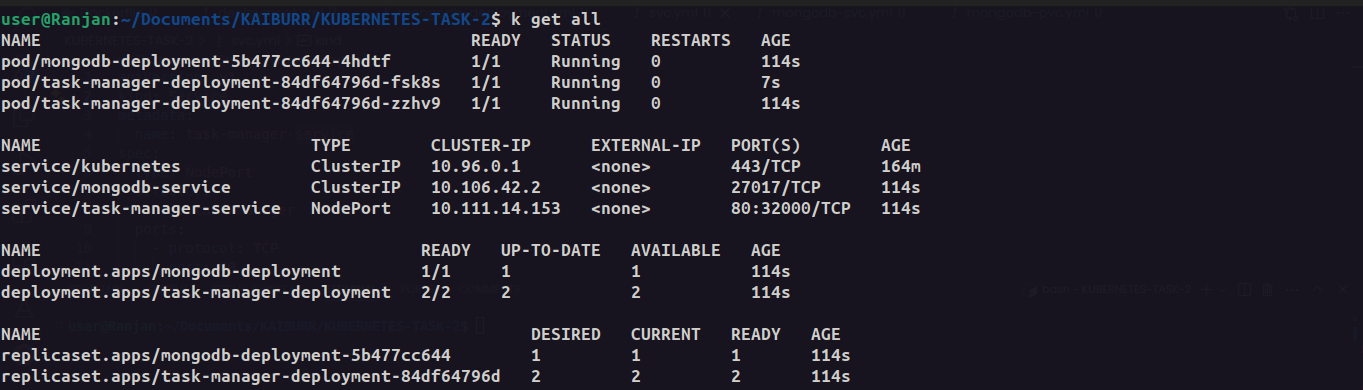 user@Ranjan:~/Documents/KAIBURR/KUBERNETES-TASK-2$ k get all
NAME                                           READY   STATUS    RESTARTS   AGE
pod/mongodb-deployment-5b477cc644-4hdtf        1/1     Running   0          114s
pod/task-manager-deployment-84df64796d-fsk8s   1/1     Running   0          7s
pod/task-manager-deployment-84df64796d-zzhv9   1/1     Running   0          114s

NAME                           TYPE        CLUSTER-IP      EXTERNAL-IP   PORT(S)        AGE
service/kubernetes             ClusterIP   10.96.0.1       <none>        443/TCP        164m
service/mongodb-service        ClusterIP   10.106.42.2     <none>        27017/TCP      114s
service/task-manager-service   NodePort    10.111.14.153   <none>        80:32000/TCP   114s

NAME                                      READY   UP-TO-DATE   AVAILABLE   AGE
deployment.apps/mongodb-deployment        1/1     1            1           114s
deployment.apps/task-manager-deployment   2/2     2            2           114s

NAME                                                 DESIRED   CURRENT   READY   AGE
replicaset.apps/mongodb-deployment-5b477cc644        1         1         1       114s
replicaset.apps/task-manager-deployment-84df64796d   2         2         2       114s